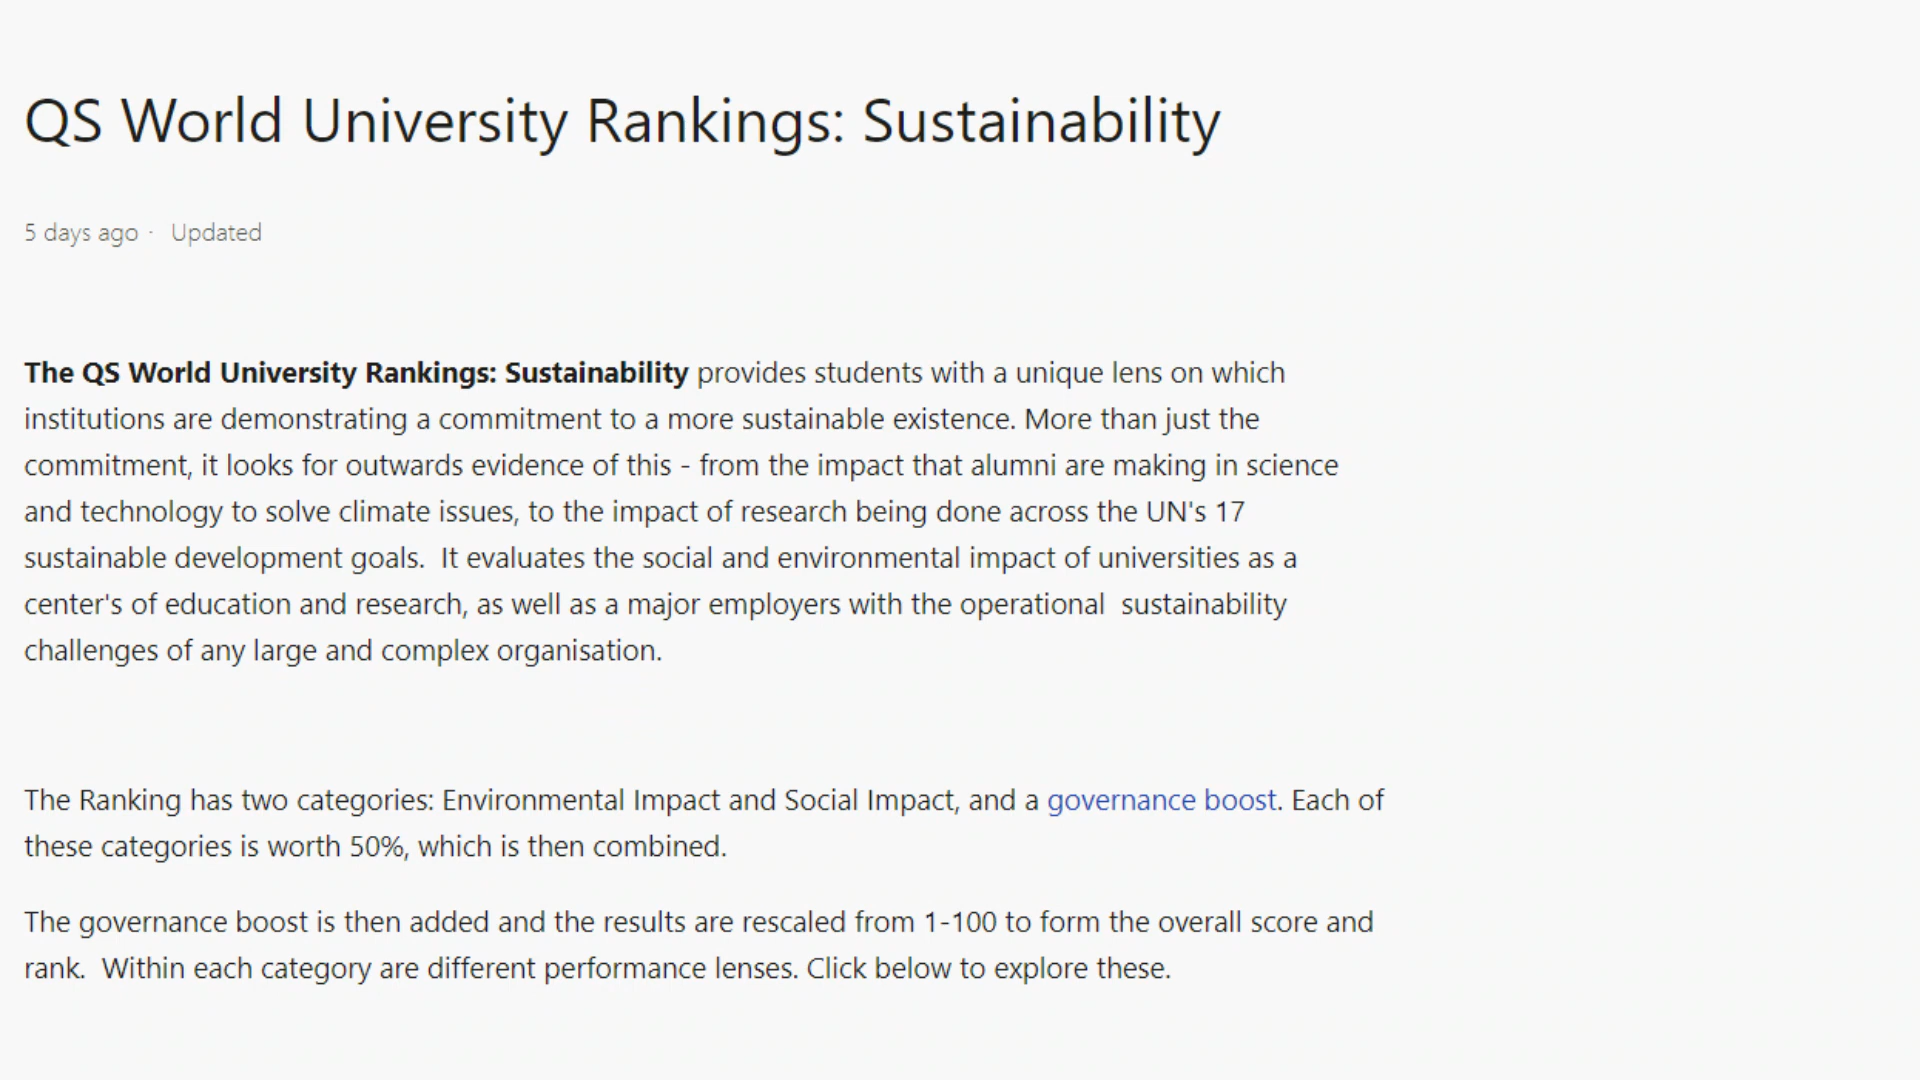 QS World University Rankings: Sustainability
5 days ago · Updated
The QS World University Rankings: Sustainability provides students with a unique lens on which
institutions are demonstrating a commitment to a more sustainable existence. More than just the
commitment, it looks for outwards evidence of this - from the impact that alumni are making in science
and technology to solve climate issues, to the impact of research being done across the UN's 17
sustainable development goals.  It evaluates the social and environmental impact of universities as a
center's of education and research, as well as a major employers with the operational  sustainability
challenges of any large and complex organisation.
The Ranking has two categories: Environmental Impact and Social Impact, and a governance boost. Each of
these categories is worth 50%, which is then combined.
The governance boost is then added and the results are rescaled from 1-100 to form the overall score and
rank.  Within each category are different performance lenses. Click below to explore these.